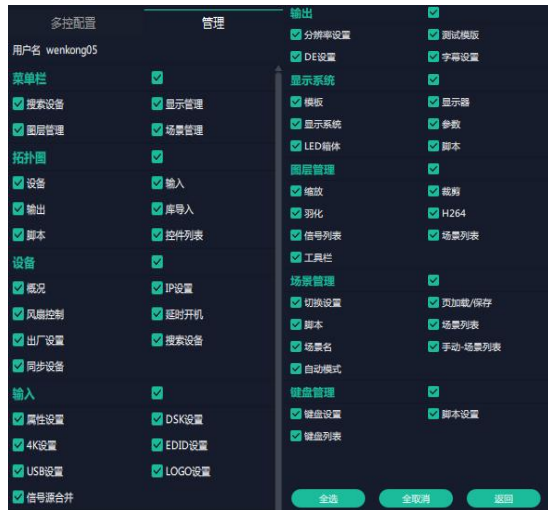 多控配置 管理
用户名 wenkong05
菜单栏
搜索设备 显示管理
图层管理 场景管理
拓扑图
设备 输入
输出 库导入
脚本 控件列表
设备
概况 IP设置
风扇控制 延时开机
出厂设置 搜索设备
同步设备
输入
属性设置 DSK设置
4K设置 EDID设置
USB设置 LOGO设置
信号源合并
输出
分辨率设置 测试模版
DE设置 字幕设置
显示系统
模板 显示器
显示系统 参数
LED箱体 脚本
图层管理
缩放 裁剪
羽化 H264
信号列表 场景列表
工具栏
场景管理
切换设置 页加载/保存
脚本 场景列表
场景名 手动-场景列表
自动模式
键盘管理
键盘设置 脚本设置
键盘列表
全选 全取消 返回